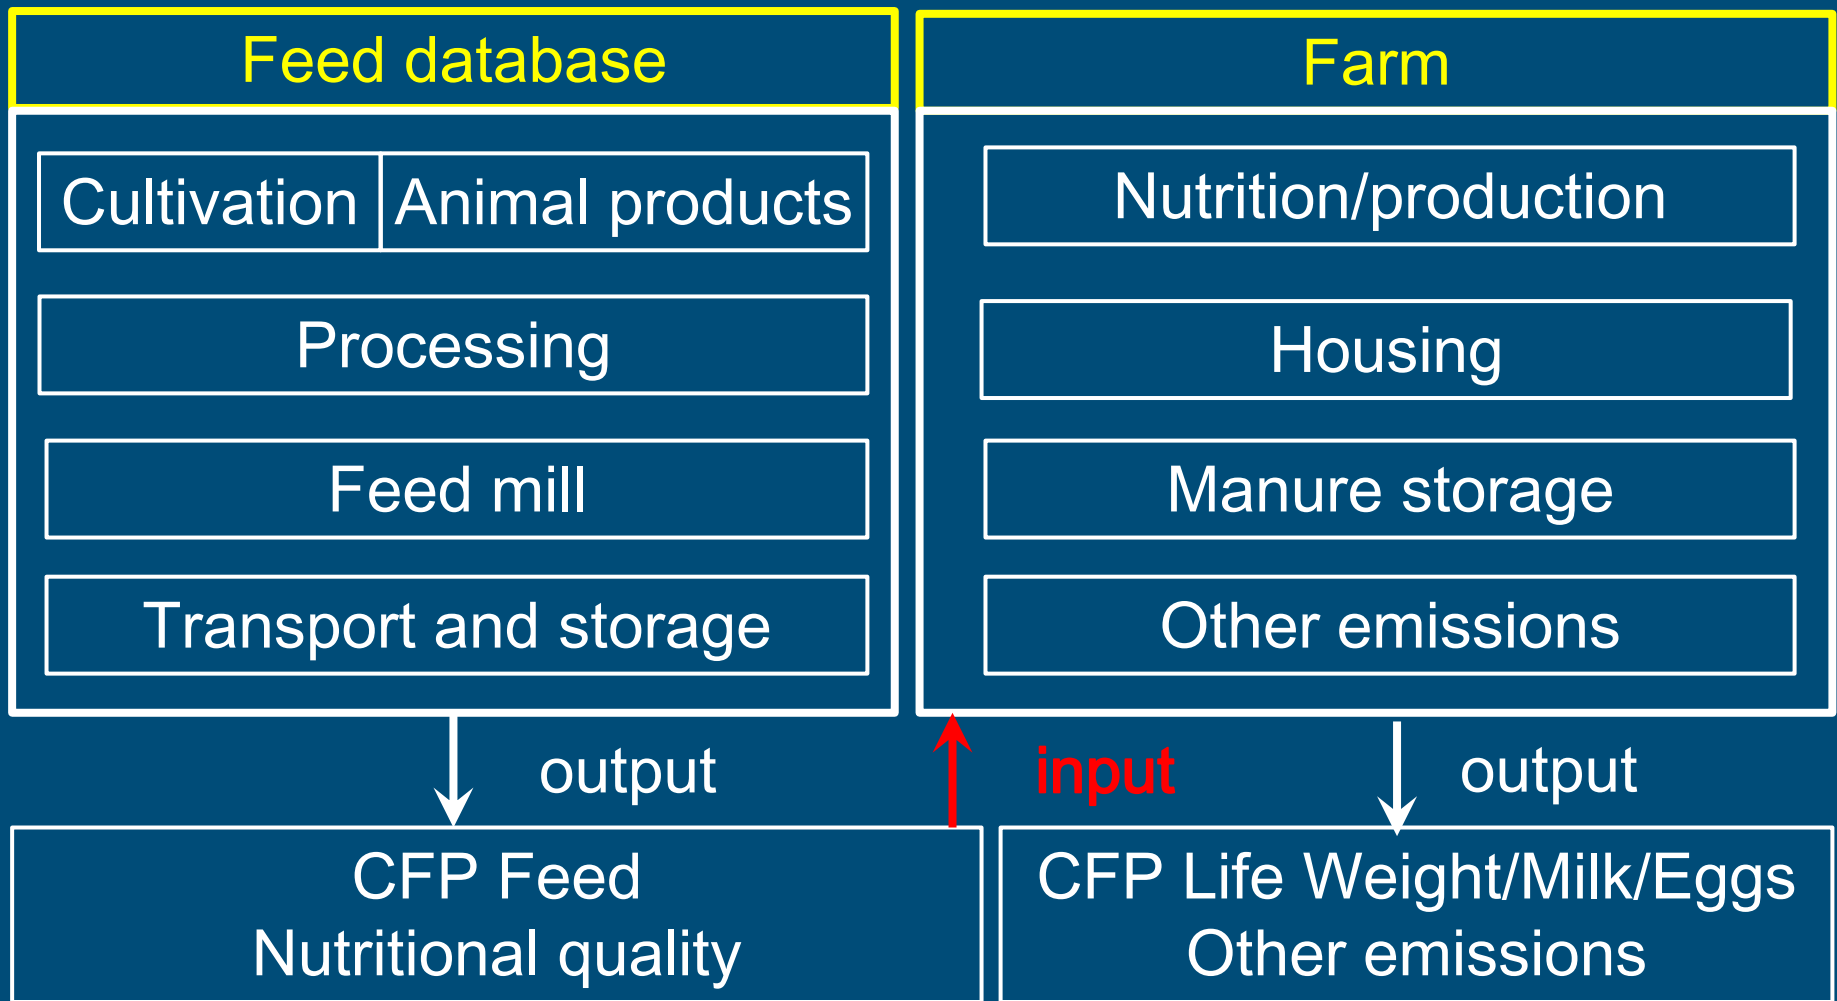 Feed database
Cultivation
Animal products
Processing
Feed mill
Transport and storage
output
CFP Feed
Nutritional quality
Farm
Nutrition/production
Housing
Manure storage
Other emissions
input
output
CFP Life Weight/Milk/Eggs
Other emissions